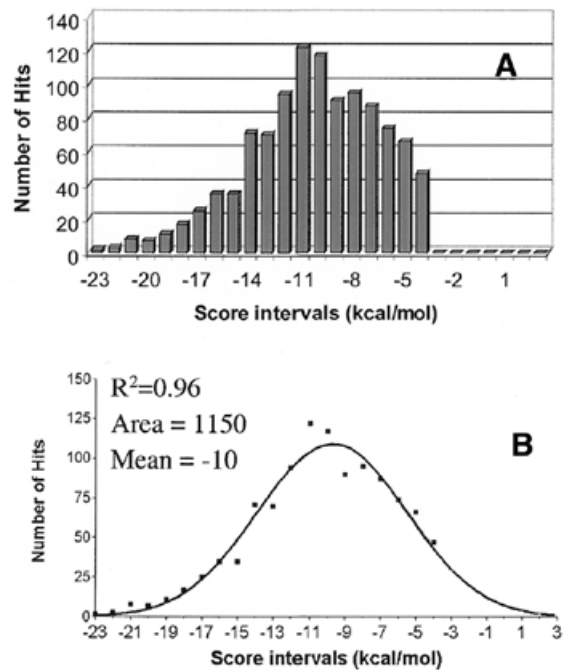 140
120
100
80
60
40
20
0
A
Number of Hits
-23 -20 -17 -14 -11 -8 -5 -2 1
Score intervals (kcal/mol)
150
125
100
75
50
25
0
R²=0.96
Area = 1150
Mean = -10
B
Number of Hits
-23 -21 -19 -17 -15 -13 -11 -9 -7 -5 -3 -1 1 3
Score intervals (kcal/mol)